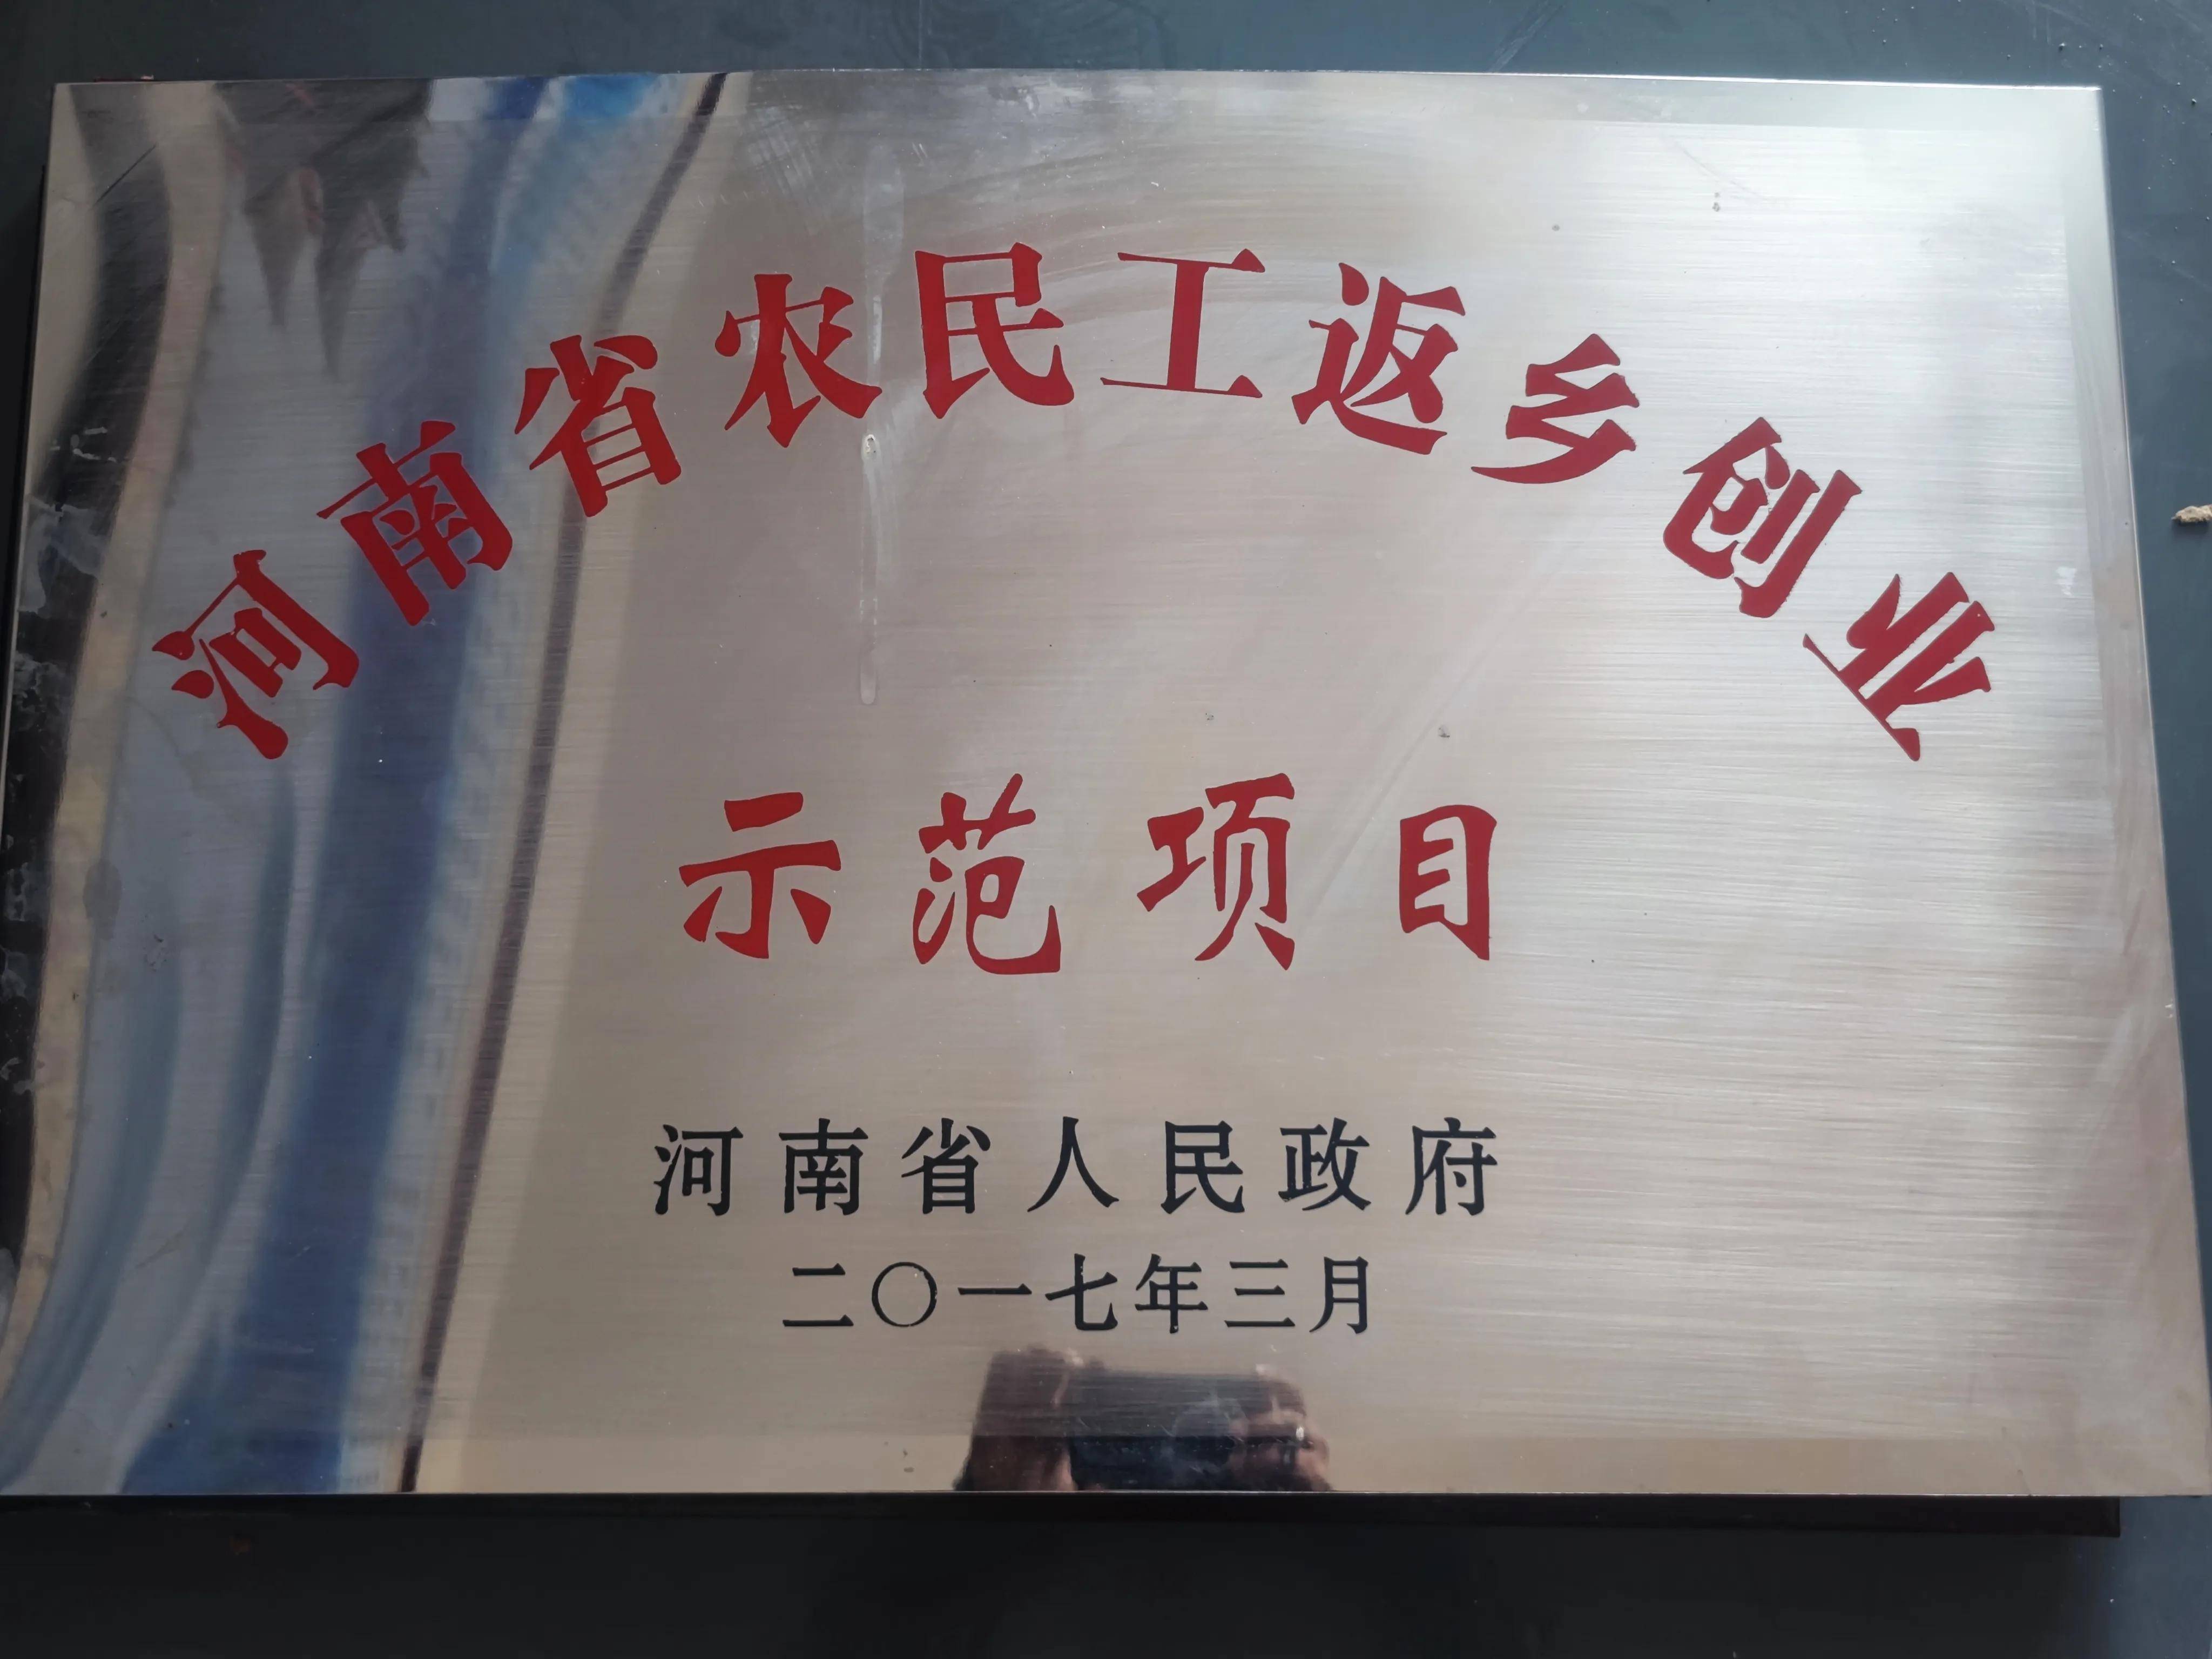 河南省农民工返乡创业
示范项目
河南省人民政府
二〇一七年三月